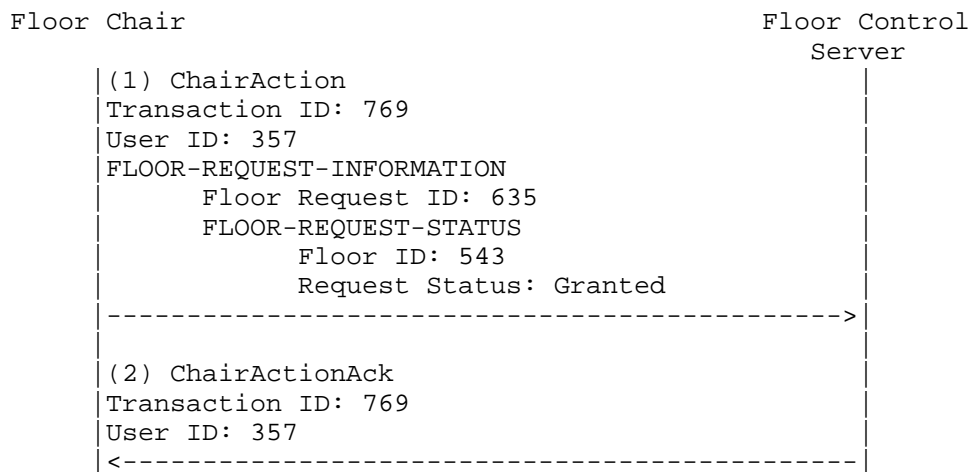 Floor Chair                                    Floor Control
                                                  Server
     |(1) ChairAction                              |
     |Transaction ID: 769                          |
     |User ID: 357                                 |
     |FLOOR-REQUEST-INFORMATION                    |
     |      Floor Request ID: 635                  |
     |      FLOOR-REQUEST-STATUS                   |
     |            Floor ID: 543                    |
     |            Request Status: Granted          |
     |---------------------------------------------->|
     |                                             |
     |(2) ChairActionAck                           |
     |Transaction ID: 769                          |
     |User ID: 357                                 |
     |<----------------------------------------------|